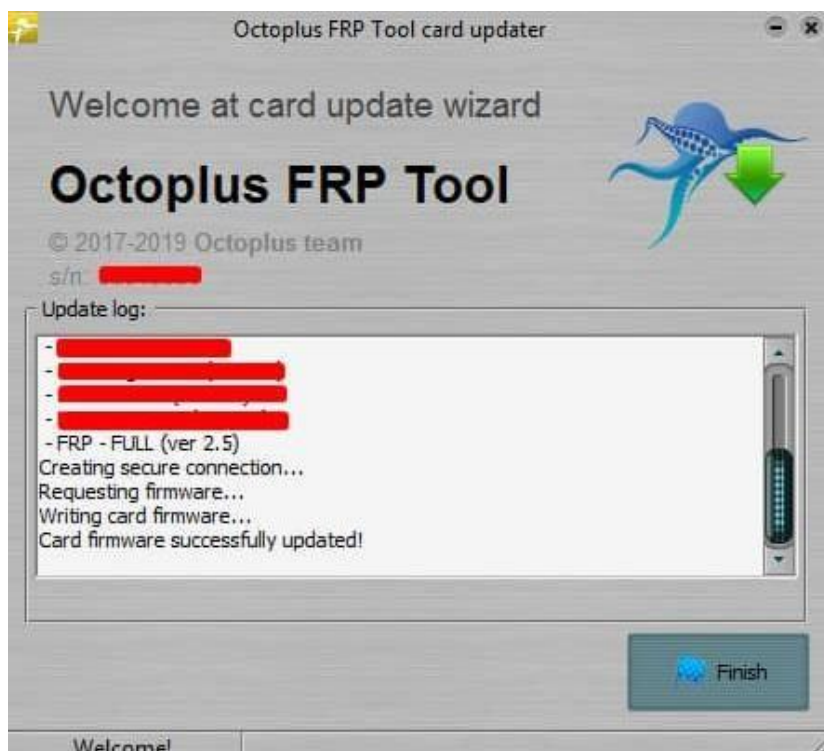 Octoplus FRP Tool card updater
Welcome at card update wizard
Octoplus FRP Tool
© 2017-2019 Octoplus team
s/n:
Update log:
-
-
-
-
- FRP - FULL (ver 2.5)
Creating secure connection...
Requesting firmware...
Writing card firmware...
Card firmware successfully updated!
Finish
Welcome!